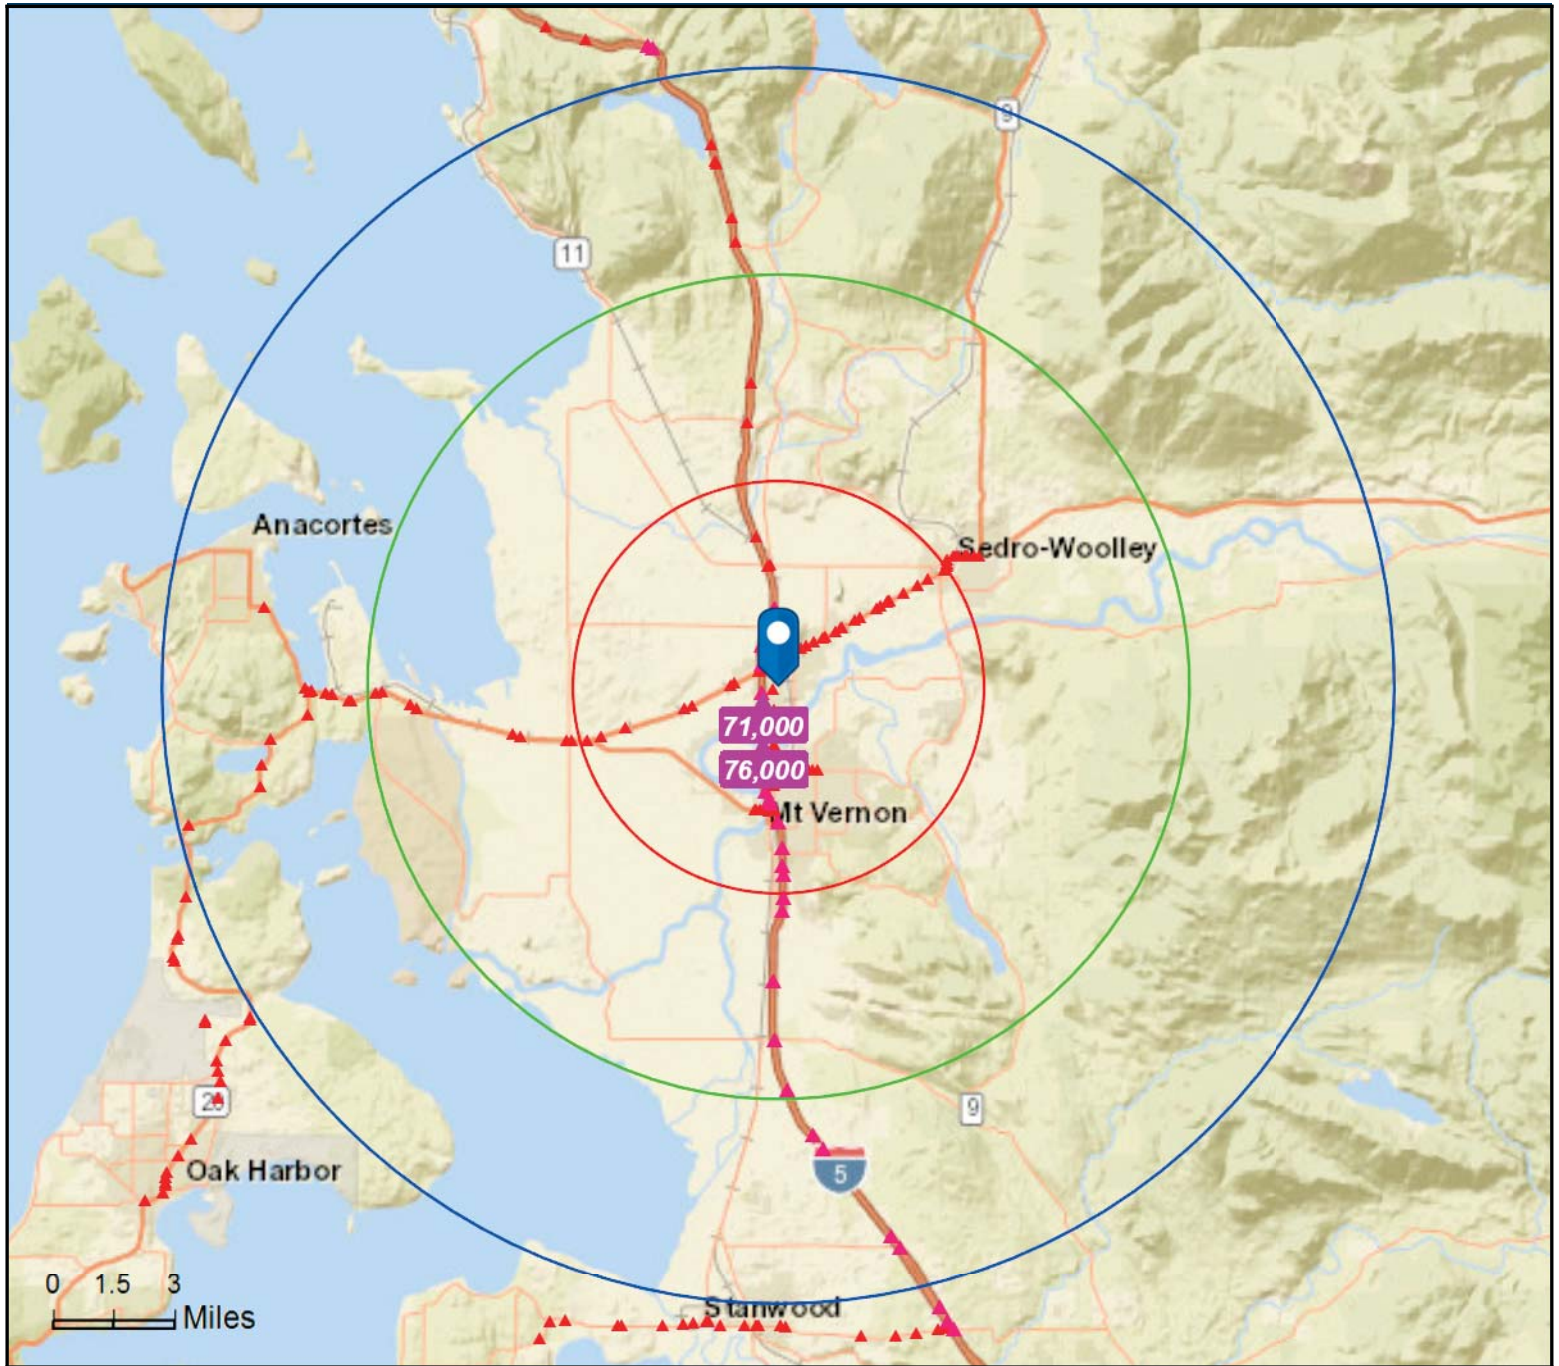 9
11
Anacortes
Sedro-Woolley
71,000
76,000
Mt Vernon
20
9
5
Oak Harbor
0 1.5 3
Miles
Stanwood